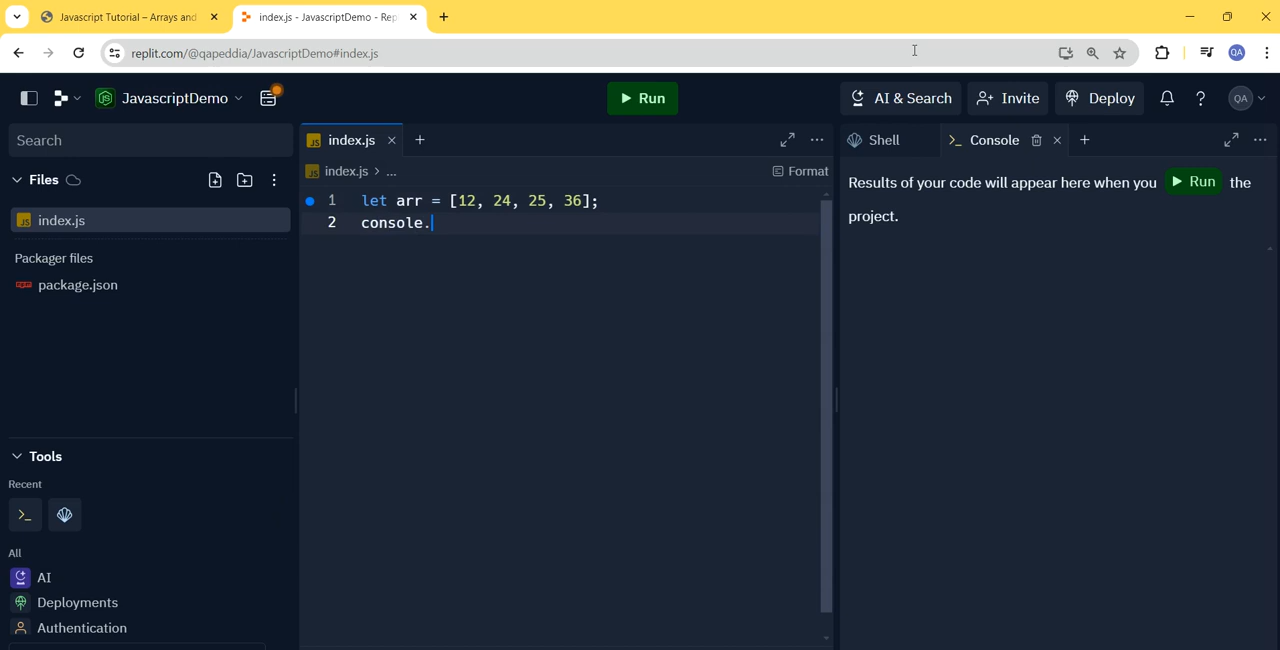 Javascript Tutorial – Arrays and
index.js - JavascriptDemo - Rep
replit.com/@qapeddia/JavascriptDemo#index.js
QA
JavascriptDemo
Run
AI & Search
Invite
Deploy
QA
Search
Files
index.js
Packager files
package.json
Tools
Recent
All
AI
Deployments
Authentication
JS index.js
JS index.js > ...
Format
1 let arr = [12, 24, 25, 36];
2 console.
Shell
Console
Results of your code will appear here when you Run the
project.